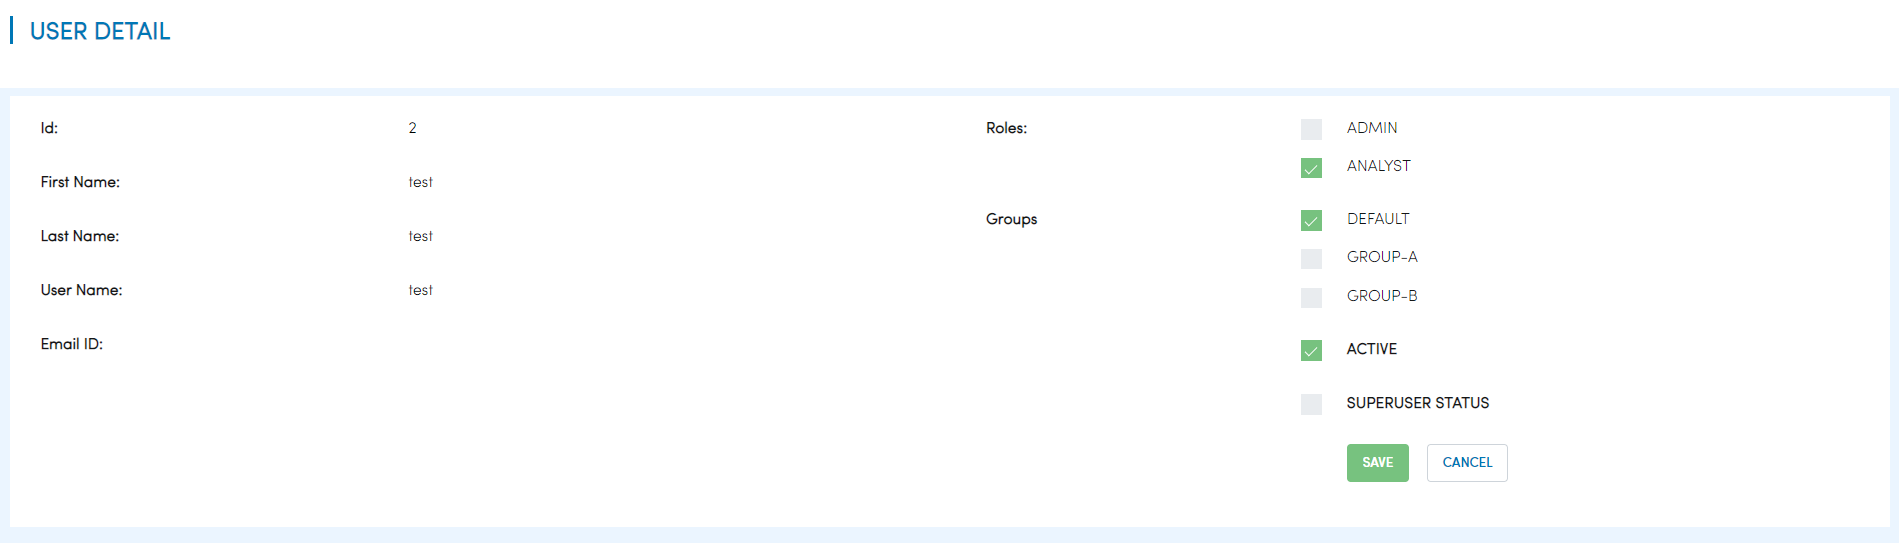 USER DETAIL
Id: 2
First Name: test
Last Name: test
User Name: test
Email ID:
Roles: ADMIN
ANALYST
Groups DEFAULT
GROUP-A
GROUP-B
ACTIVE
SUPERUSER STATUS
SAVE CANCEL